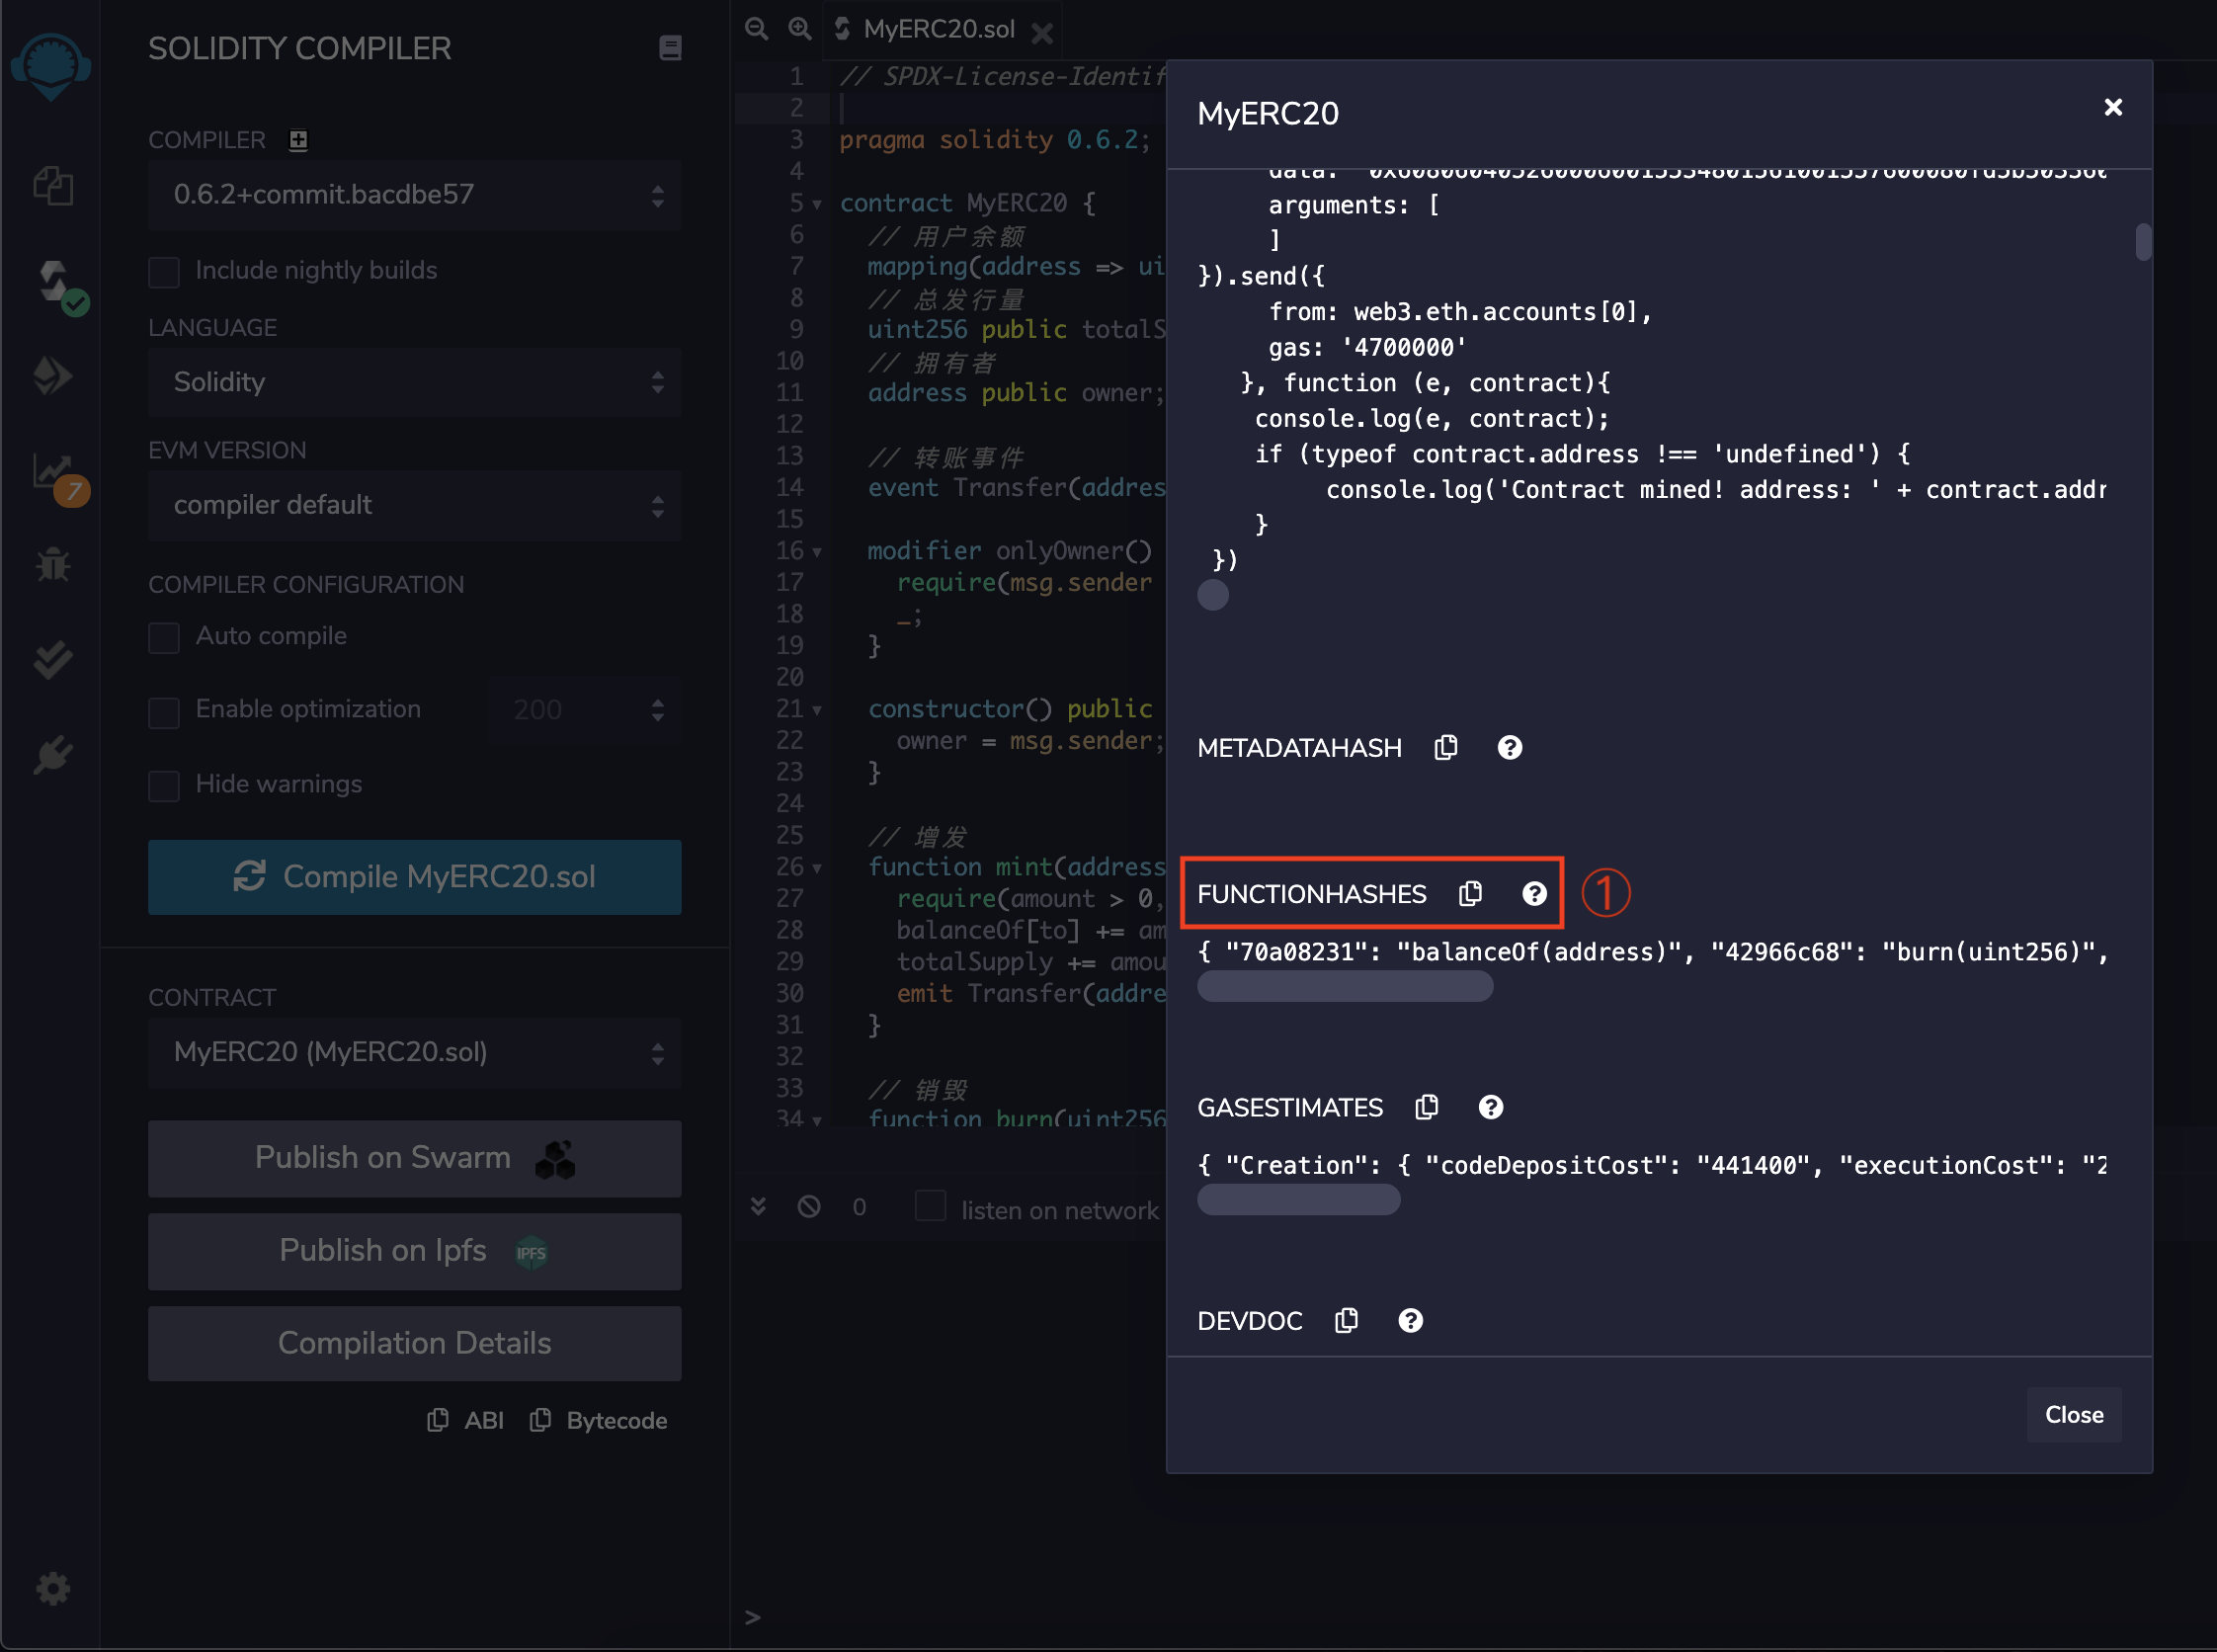 SOLIDITY COMPILER
COMPILER
0.6.2+commit.bacdbe57
Include nightly builds
LANGUAGE
Solidity
EVM VERSION
compiler default
7
COMPILER CONFIGURATION
Auto compile
Enable optimization
200
Hide warnings
Compile MyERC20.sol
CONTRACT
MyERC20 (MyERC20.sol)
Publish on Swarm
Publish on Ipfs
IPFS
Compilation Details
ABI
Bytecode
MyERC20.sol
1 // SPDX-License-Identif
2
3 pragma solidity 0.6.2;
4
5 contract MyERC20 {
6 // 用户余额
7 mapping(address => ui
8 // 总发行量
9 uint256 public totalS
10 // 拥有者
11 address public owner;
12
13 // 转账事件
14 event Transfer(addres
15
16 modifier onlyOwner()
17 require(msg.sender
18 _;
19 }
20
21 constructor() public
22 owner = msg.sender;
23 }
24
25 // 增发
26 function mint(address
27 require(amount > 0,
28 balanceOf[to] += am
29 totalSupply += amou
30 emit Transfer(addre
31 }
32
33 // 销毁
34 function burn(uint256
0
listen on network
>
MyERC20
arguments: [
]
}).send({
from: web3.eth.accounts[0],
gas: '4700000'
}, function (e, contract){
console.log(e, contract);
if (typeof contract.address !== 'undefined') {
console.log('Contract mined! address: ' + contract.addr
}
})
METADATAHASH
FUNCTIONHASHES
①
{ "70a08231": "balanceOf(address)", "42966c68": "burn(uint256)",
GASESTIMATES
{ "Creation": { "codeDepositCost": "441400", "executionCost": "2
DEVDOC
Close